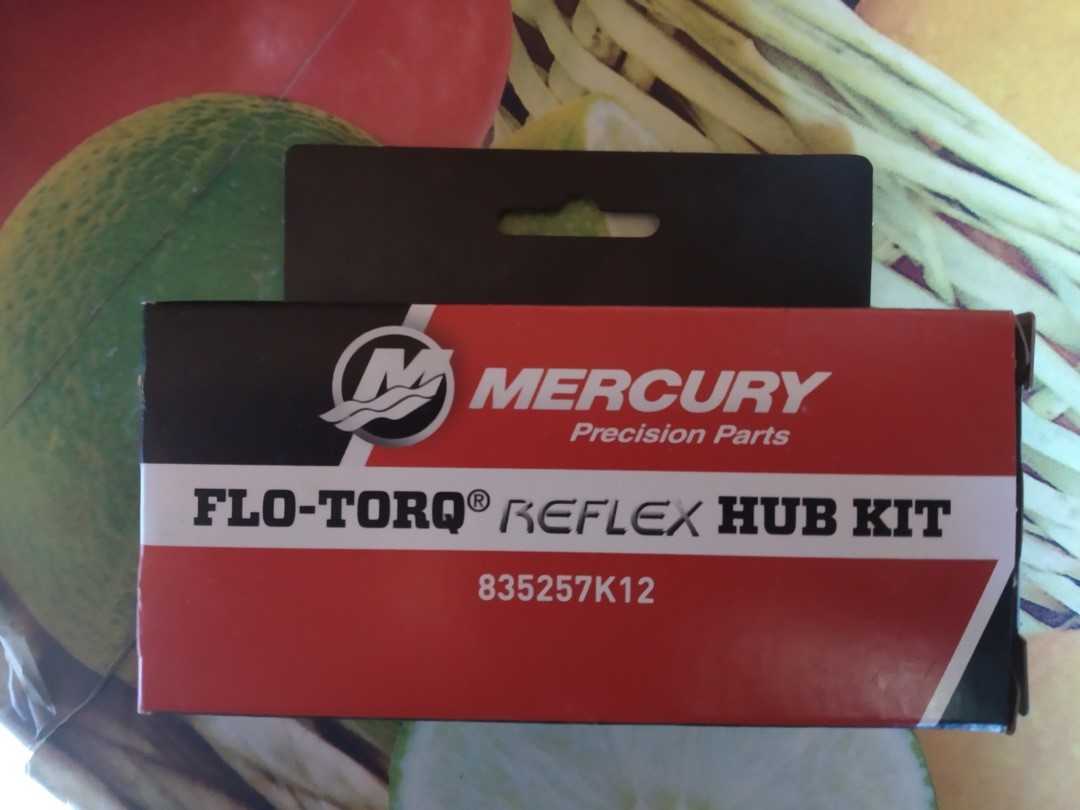 M
MERCURY
Precision Parts
FLO-TORQ® REFLEX HUB KIT
835257K12